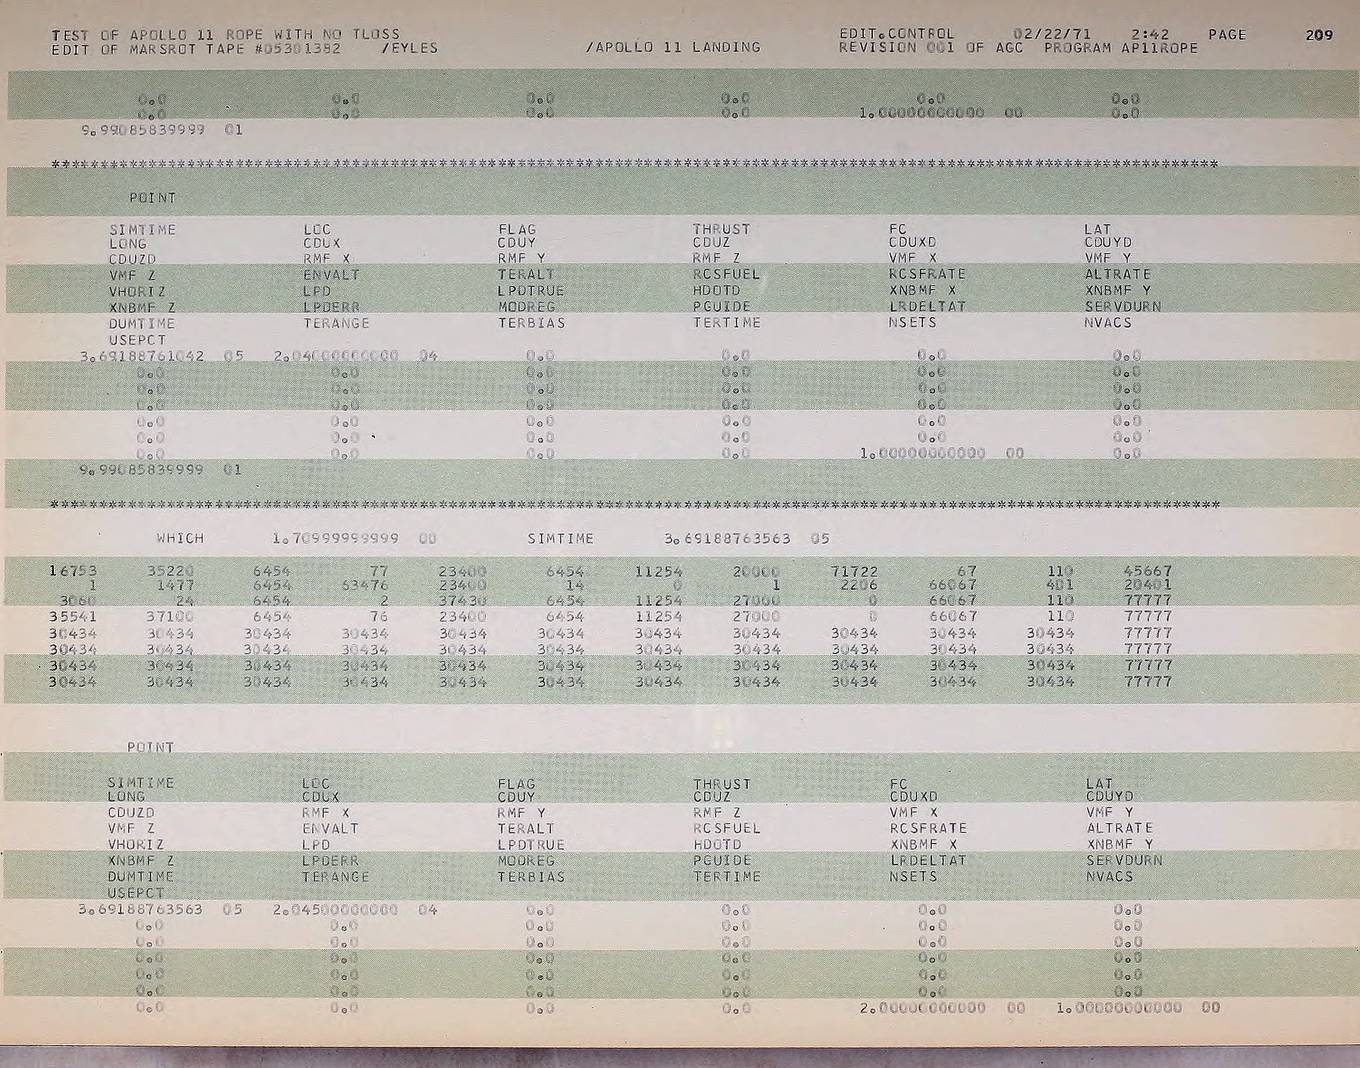 TEST OF APOLLO 11 ROPE WITH NO TLOSS EDIT.CONTROL 02/22/71 2:42 PAGE 209
EDIT OF MARSROT TAPE #05301382 /EYLES /APOLLO 11 LANDING REVISION 001 OF AGC PROGRAM AP11ROPE
0.0 0.0 0.0 0.0 0.0 0.0
0.0 0.0 0.0 0.0 1.00000000000 00 0.0
9.99085839999 01
************************************************************************************************************************
POINT
SIMTIME LOC FLAG THRUST FC LAT
LONG CDUX CDUY CDUZ CDUXD CDUYD
CDUZD RMF X RMF Y RMF Z VMF X VMF Y
VMF Z ENVALT TERALT RCSFUEL RCSFRATE ALTRATE
VHORIZ LPD LPDTRUE HDOTD XNBMF X XNBMF Y
XNBMF Z LPDERR MODREG PGUIDE LRDELTAT SERVDURN
DUMTIME TERANGE TERBIAS TERTIME NSETS NVACS
USEPCT
3.69188761042 05 2.04000000000 04 0.0 0.0 0.0 0.0
0.0 0.0 0.0 0.0 0.0 0.0
0.0 0.0 0.0 0.0 0.0 0.0
0.0 0.0 0.0 0.0 0.0 0.0
0.0 0.0 0.0 0.0 0.0 0.0
0.0 0.0 0.0 0.0 0.0 0.0
0.0 0.0 0.0 0.0 1.00000000000 00 0.0
9.99085839999 01
************************************************************************************************************************
WHICH 1.70999999999 00 SIMTIME 3.69188763563 05
16753 35220 6454 77 23400 6454 11254 20000 71722 67 110 45667
1 1477 6454 63476 23400 14 0 1 2206 66067 401 20401
3060 24 6454 2 37430 6454 11254 27000 0 66067 110 77777
35541 37100 6454 76 23400 6454 11254 27000 0 66067 110 77777
30434 30434 30434 30434 30434 30434 30434 30434 30434 30434 30434 77777
30434 30434 30434 30434 30434 30434 30434 30434 30434 30434 30434 77777
30434 30434 30434 30434 30434 30434 30434 30434 30434 30434 30434 77777
30434 30434 30434 30434 30434 30434 30434 30434 30434 30434 30434 77777
POINT
SIMTIME LOC FLAG THRUST FC LAT
LONG CDUX CDUY CDUZ CDUXD CDUYD
CDUZD RMF X RMF Y RMF Z VMF X VMF Y
VMF Z ENVALT TERALT RCSFUEL RCSFRATE ALTRATE
VHORIZ LPD LPDTRUE HDOTD XNBMF X XNBMF Y
XNBMF Z LPDERR MODREG PGUIDE LRDELTAT SERVDURN
DUMTIME TERANGE TERBIAS TERTIME NSETS NVACS
USEPCT
3.69188763563 05 2.04500000000 04 0.0 0.0 0.0 0.0
0.0 0.0 0.0 0.0 0.0 0.0
0.0 0.0 0.0 0.0 0.0 0.0
0.0 0.0 0.0 0.0 0.0 0.0
0.0 0.0 0.0 0.0 0.0 0.0
0.0 0.0 0.0 0.0 0.0 0.0
0.0 0.0 0.0 0.0 2.00000000000 00 1.00000000000 00